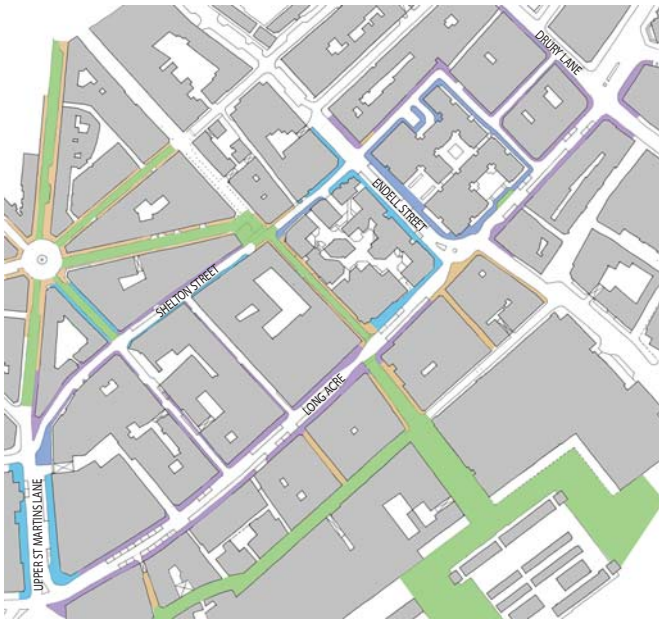 DRURY LANE
ENDELL STREET
SHELTON STREET
LONG ACRE
UPPER ST MARTINS LANE